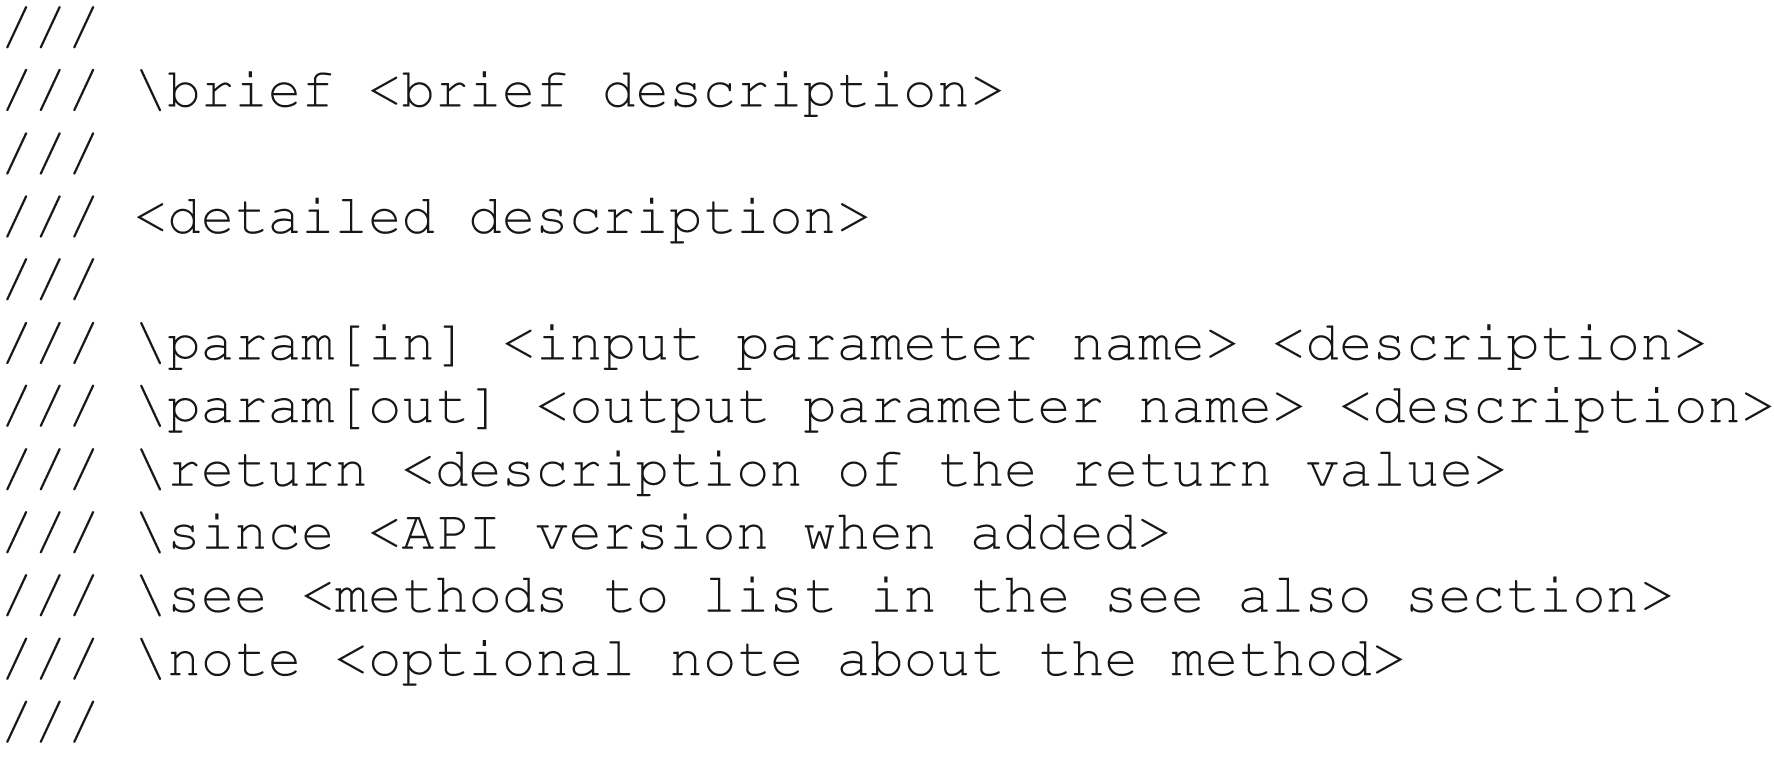 ///
/// \brief <brief description>
///
/// <detailed description>
///
/// \param[in] <input parameter name> <description>
/// \param[out] <output parameter name> <description>
/// \return <description of the return value>
/// \since <API version when added>
/// \see <methods to list in the see also section>
/// \note <optional note about the method>
///